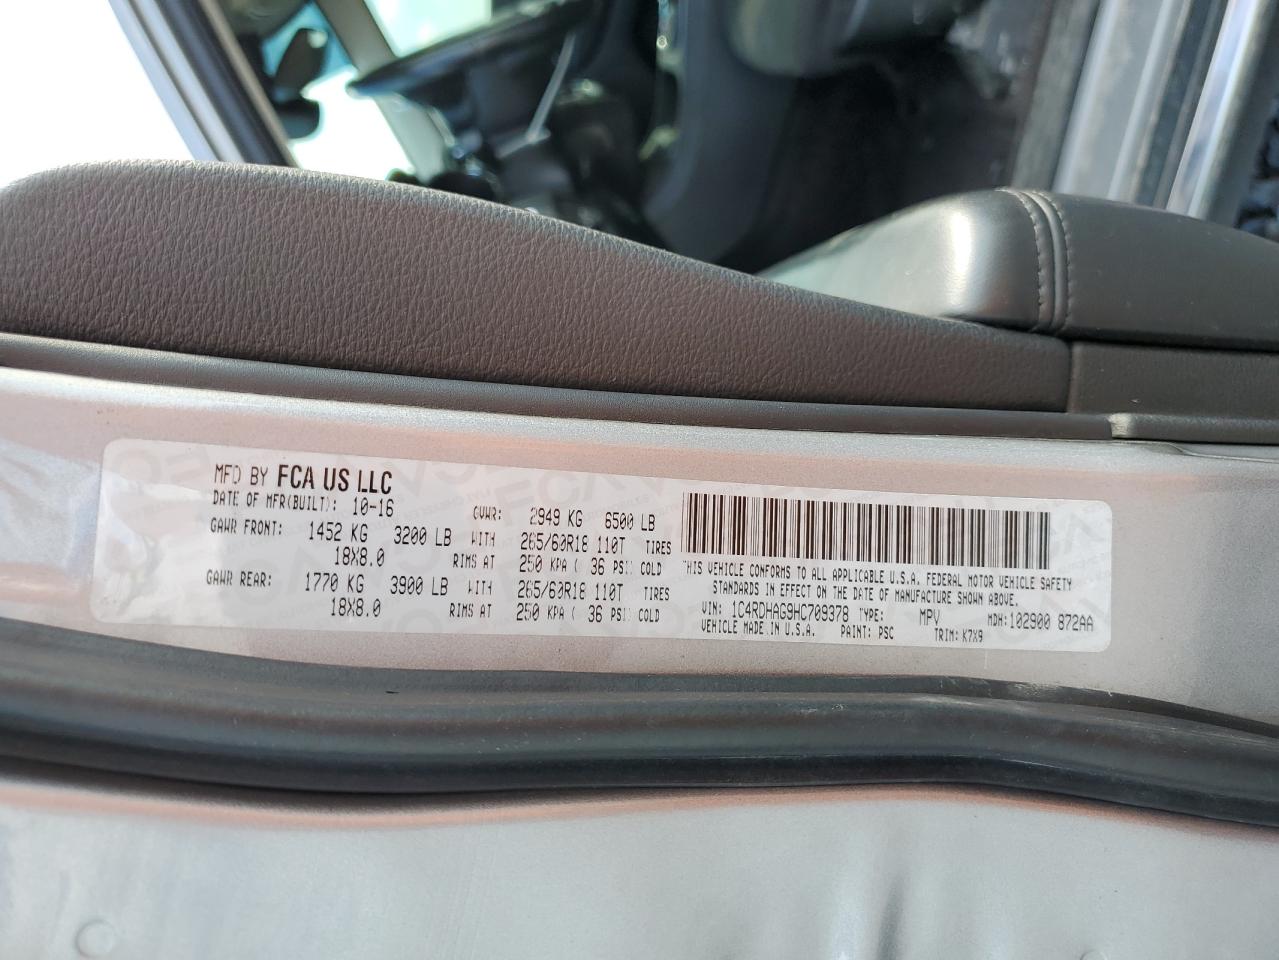 MFD BY FCA US LLC
DATE OF MFR(BUILT): 10-16 GVWR: 2949 KG 6500 LB
GAWR FRONT: 1452 KG 3200 LB WITH 265/60R18 110T TIRES
18X8.0 RIMS AT 250 KPA ( 36 PSI) COLD
GAWR REAR: 1770 KG 3900 LB WITH 265/60R18 110T TIRES
18X8.0 RIMS AT 250 KPA ( 36 PSI) COLD
THIS VEHICLE CONFORMS TO ALL APPLICABLE U.S.A. FEDERAL MOTOR VEHICLE SAFETY
STANDARDS IN EFFECT ON THE DATE OF MANUFACTURE SHOWN ABOVE.
VIN: 1C4RDHAG9HC709378 TYPE: MPV MDH: 102900 872AA
VEHICLE MADE IN U.S.A. PAINT: PSC TRIM: K7X9